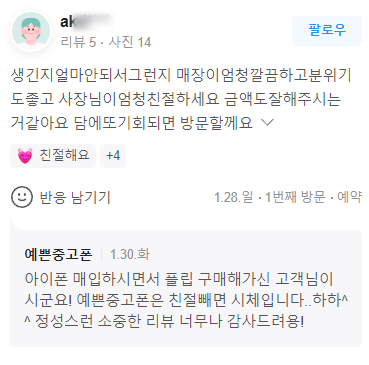 ak
리뷰 5 · 사진 14
팔로우
생긴지얼마안되서그런지 매장이엄청깔끔하고분위기
도좋고 사장님이엄청친절하세요 금액도잘해주시는
거같아요 담에또기회되면 방문할께요
친절해요
+4
반응 남기기
1.28.일 · 1번째 방문 · 예약
예쁜중고폰 1.30.화
아이폰 매입하시면서 플립 구매해가신 고객님이
시군요! 예쁜중고폰은 친절빼면 시체입니다..하하^
^ 정성스런 소중한 리뷰 너무나 감사드려용!